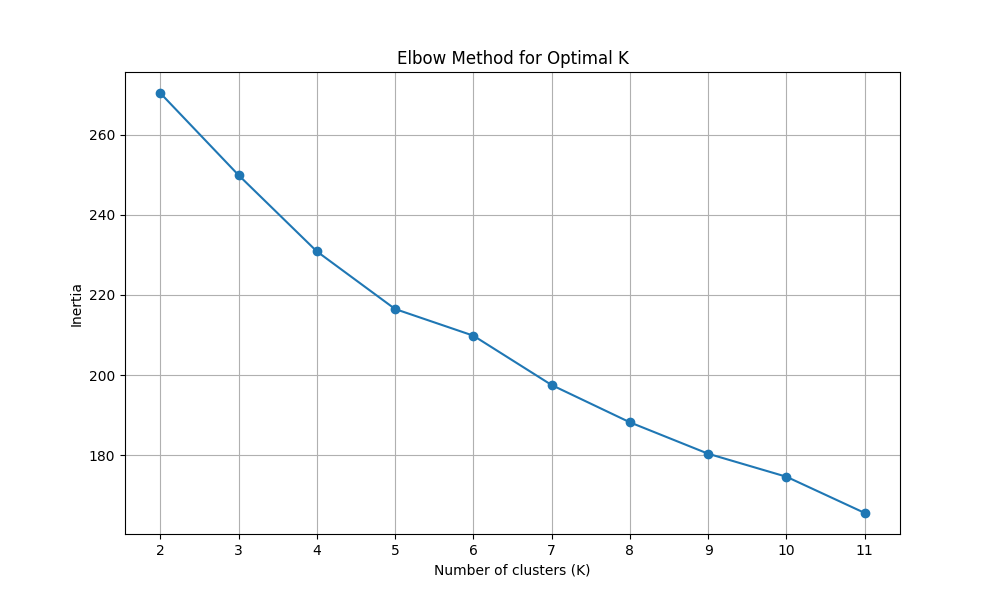 Elbow Method for Optimal K
260
240
220
200
180
Inertia
2 3 4 5 6 7 8 9 10 11
Number of clusters (K)